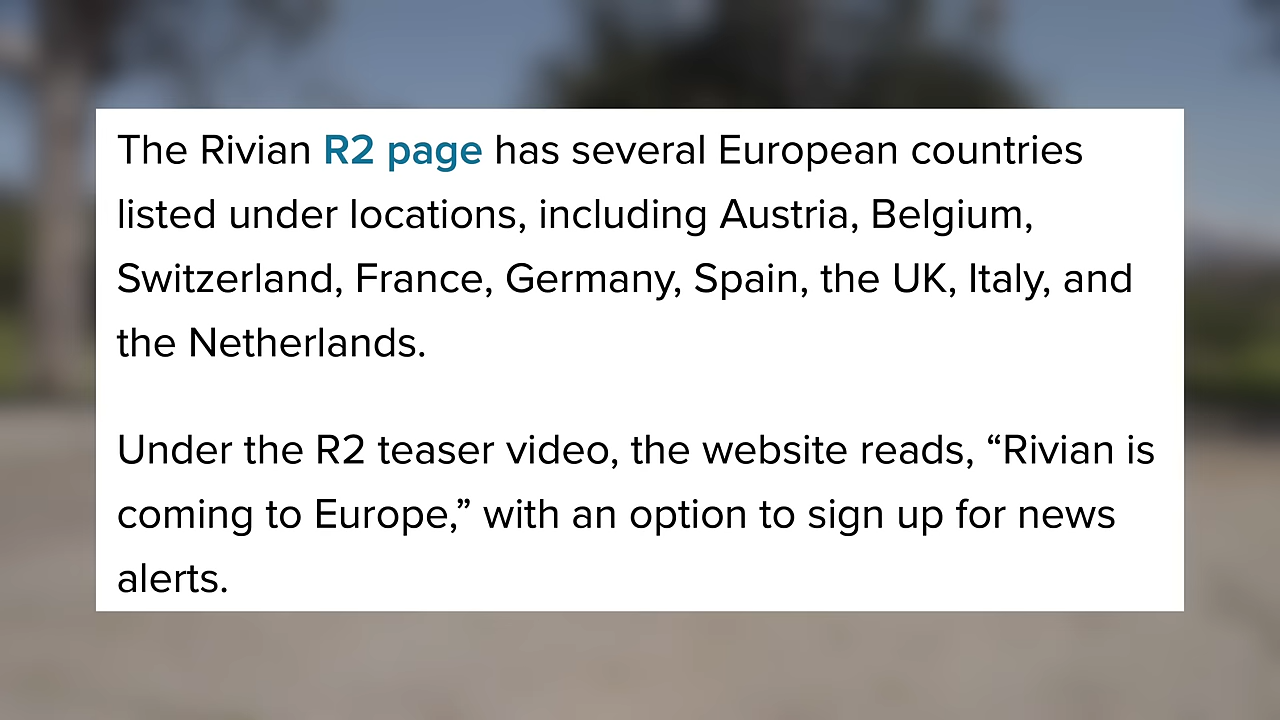 The Rivian R2 page has several European countries
listed under locations, including Austria, Belgium,
Switzerland, France, Germany, Spain, the UK, Italy, and
the Netherlands.
Under the R2 teaser video, the website reads, “Rivian is
coming to Europe,” with an option to sign up for news
alerts.